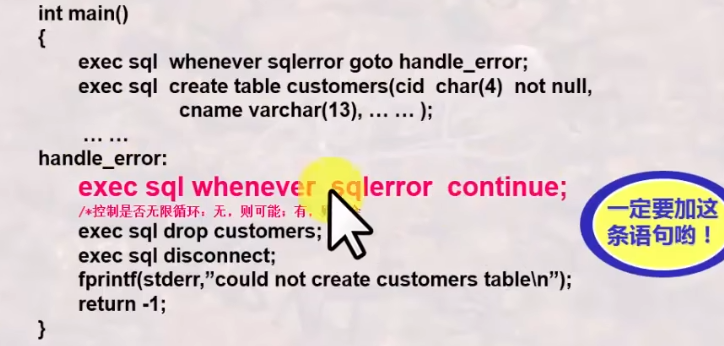 int main()
{
exec sql whenever sqlerror goto handle_error;
exec sql create table customers(cid char(4) not null,
cname varchar(13), … … );
… …
handle_error:
exec sql whenever sqlerror continue;
/*控制是否无限循环：无，则可能；有，
exec sql drop customers;
exec sql disconnect;
fprintf(stderr,”could not create customers table\n”);
return -1;
}
一定要加这
条语句哟！